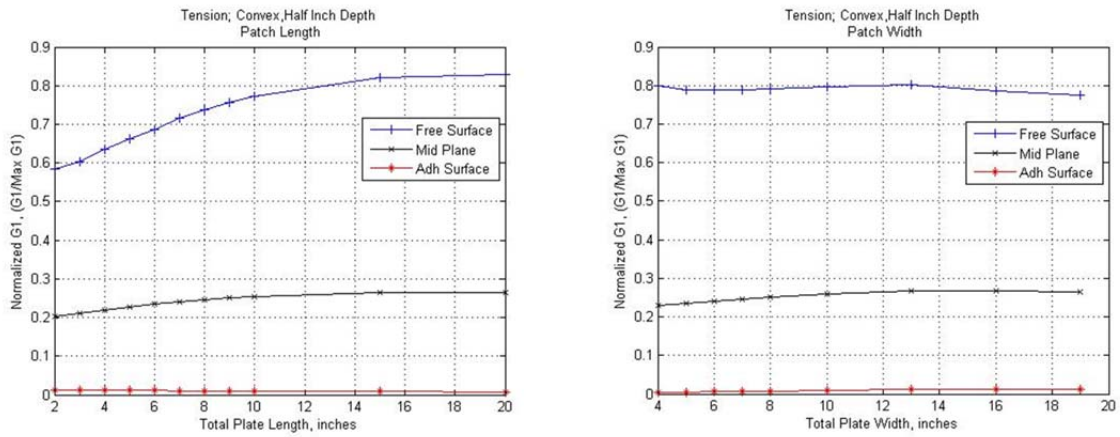 Tension; Convex,Half Inch Depth
Patch Length
Normalized G1, (G1/Max G1)
0.9
0.8
0.7
0.6
0.5
0.4
0.3
0.2
0.1
0
Free Surface
Mid Plane
Adh Surface
2 4 6 8 10 12 14 16 18 20
Total Plate Length, inches
Tension; Convex,Half Inch Depth
Patch Width
Normalized G1, (G1/Max G1)
0.9
0.8
0.7
0.6
0.5
0.4
0.3
0.2
0.1
0
Free Surface
Mid Plane
Adh Surface
4 6 8 10 12 14 16 18 20
Total Plate Width, inches